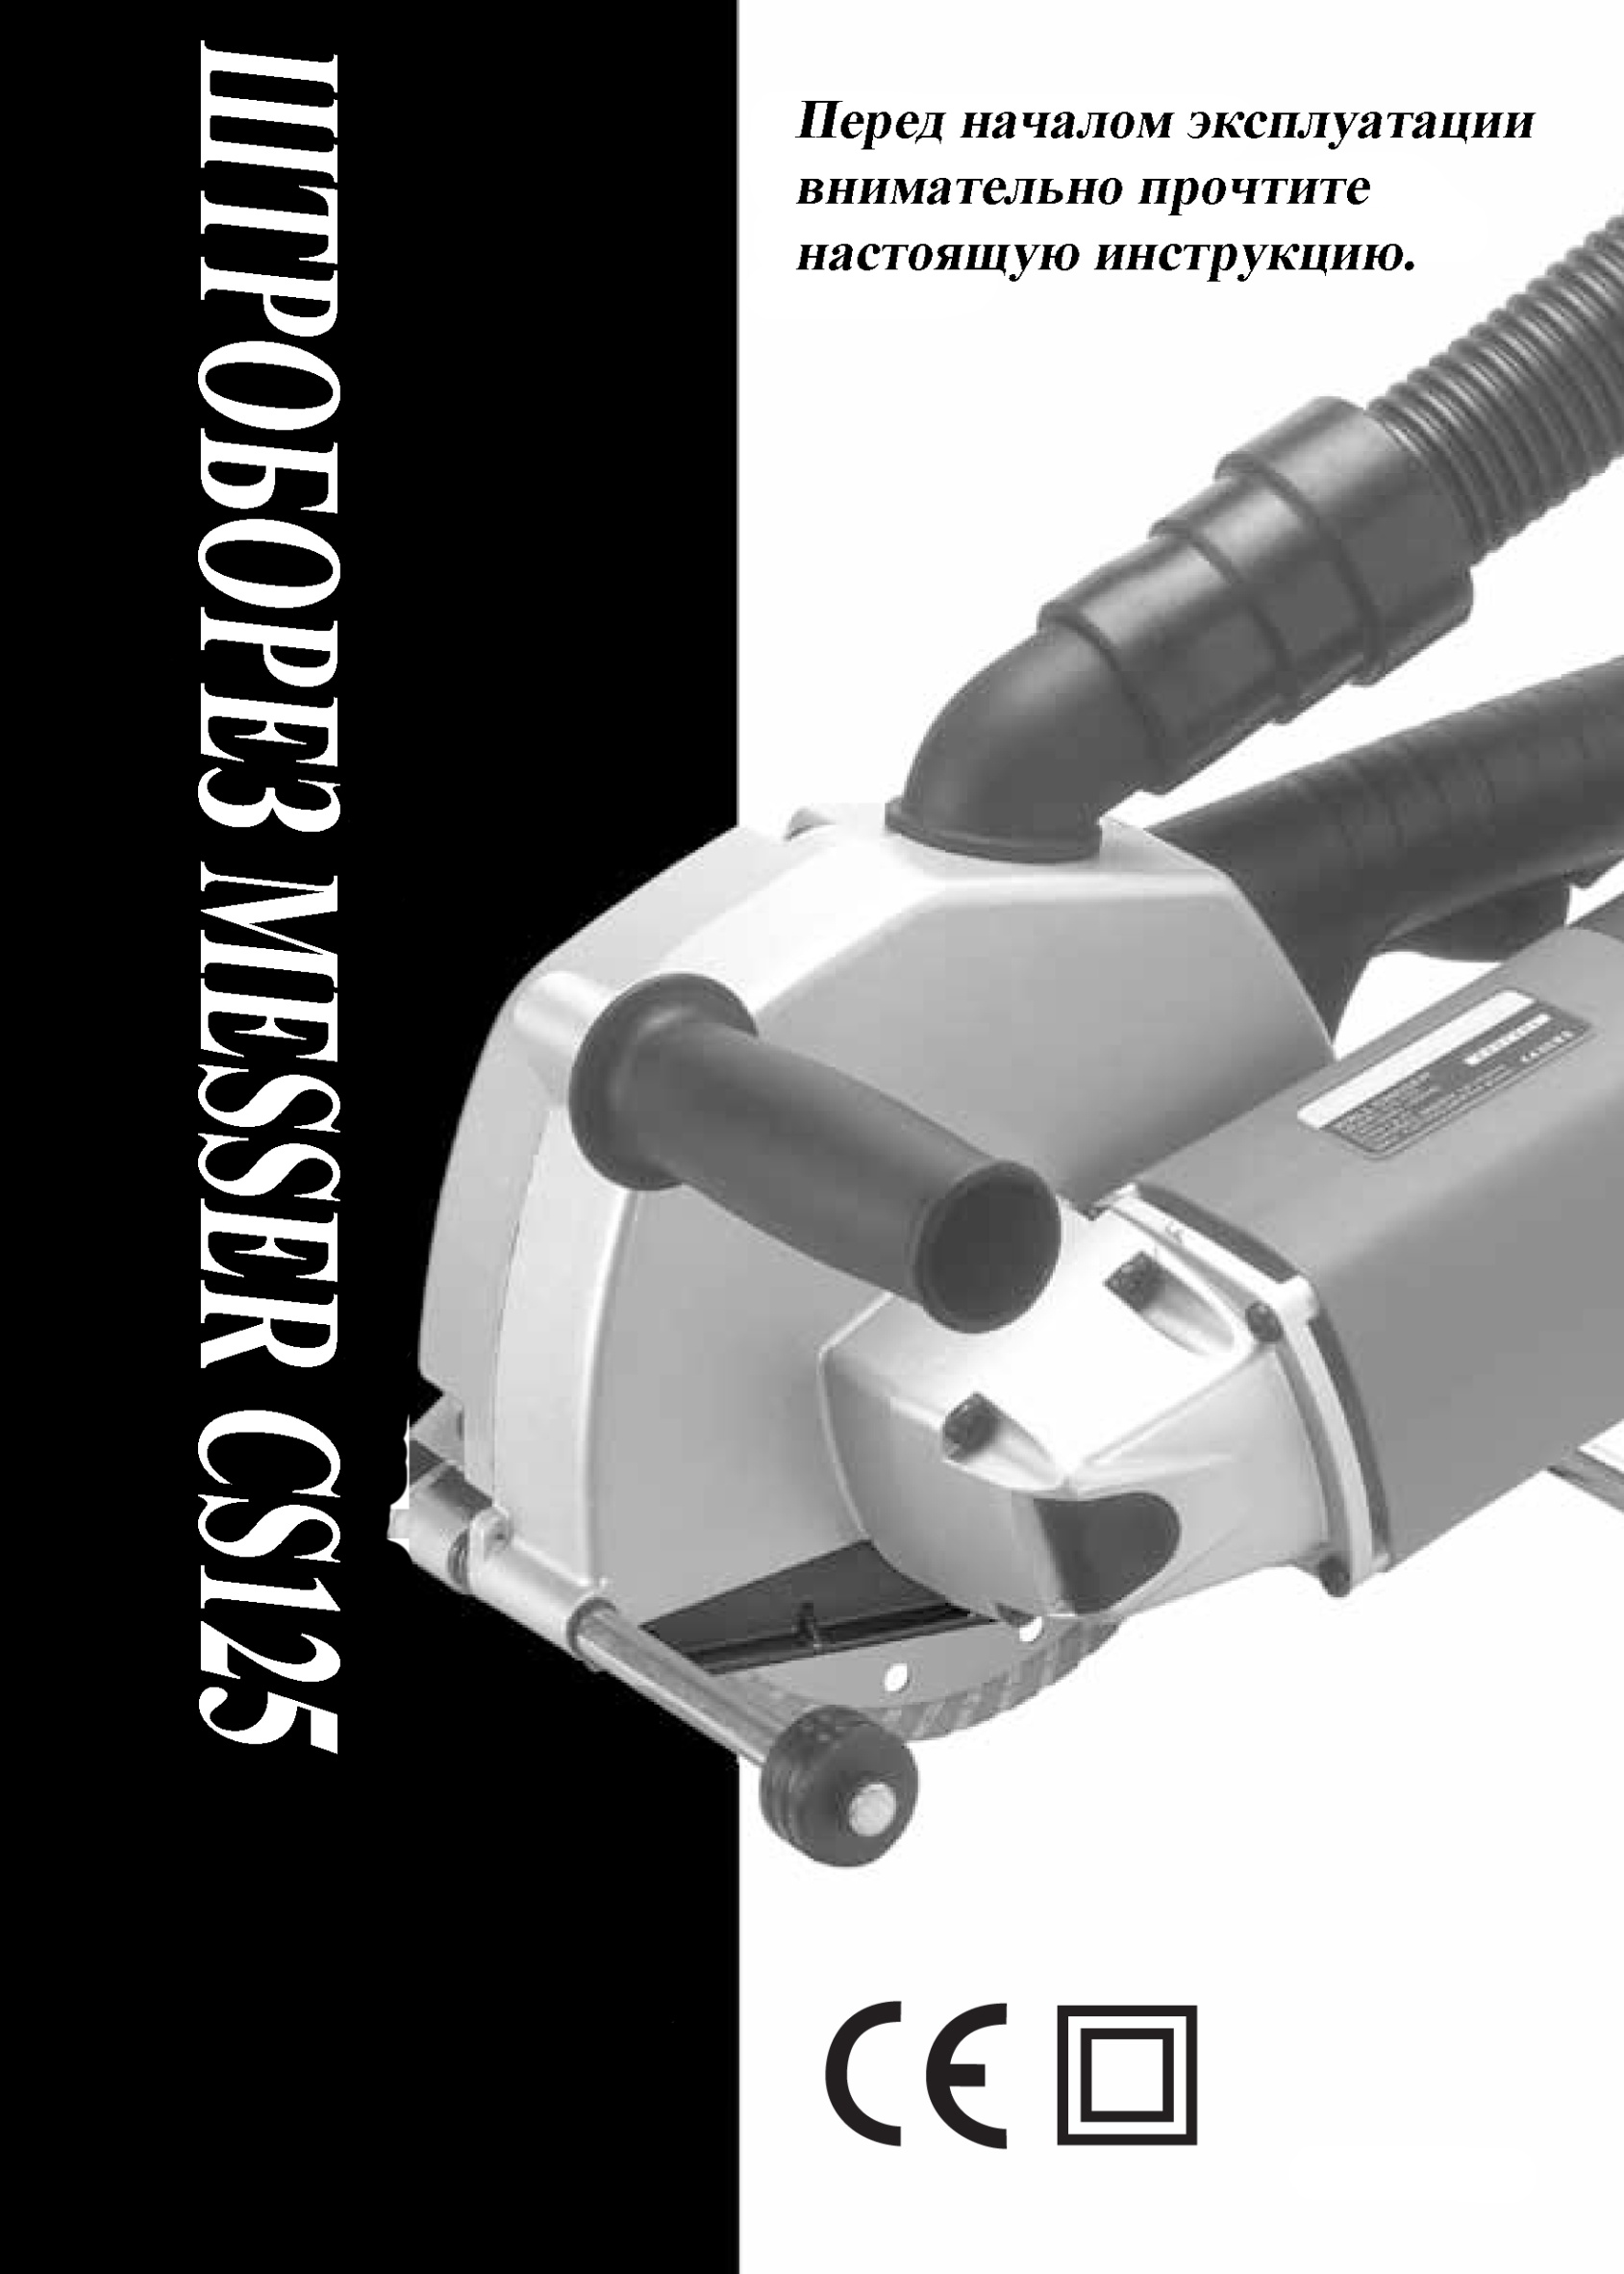 ШТРОБОРЕЗ MESSER CS125
Перед началом эксплуатации
внимательно прочтите
настоящую инструкцию.
CE